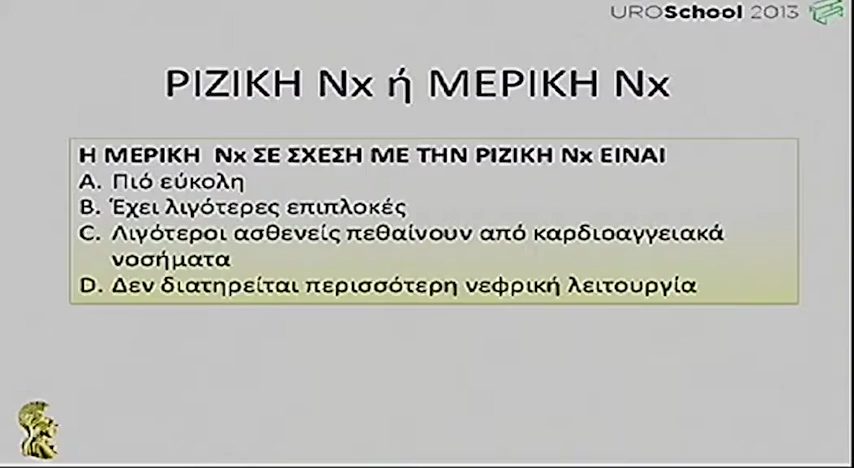 UROSchool 2013
ΡΙΖΙΚΗ Nx ή ΜΕΡΙΚΗ Nx
Η ΜΕΡΙΚΗ Nx ΣΕ ΣΧΕΣΗ ΜΕ ΤΗΝ ΡΙΖΙΚΗ Nx ΕΙΝΑΙ
A. Πιό εύκολη
B. Έχει λιγότερες επιπλοκές
C. Λιγότεροι ασθενείς πεθαίνουν από καρδιοαγγειακά
νοσήματα
D. Δεν διατηρείται περισσότερη νεφρική λειτουργία